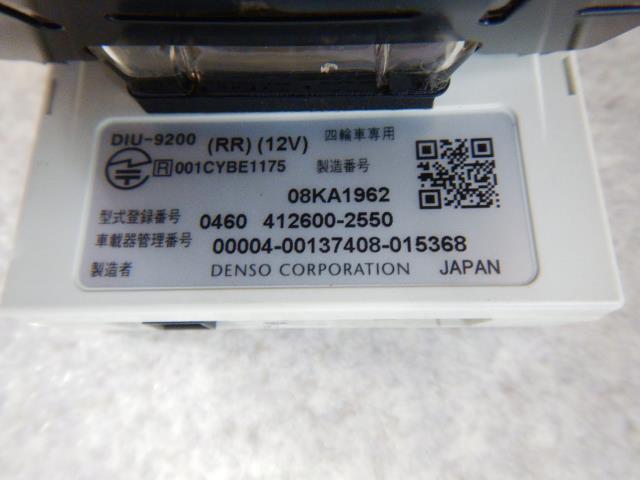 DIU-9200 (RR) (12V) 四輪車専用
R 001CYBE1175 製造番号
08KA1962
型式登録番号 0460 412600-2550
車載器管理番号 00004-00137408-015368
製造者 DENSO CORPORATION JAPAN